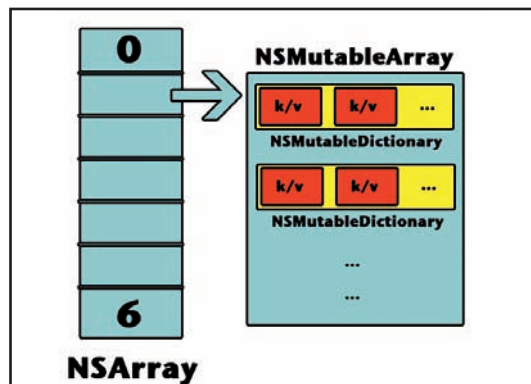 0
NSMutableArray
k/v k/v ...
NSMutableDictionary
k/v k/v ...
NSMutableDictionary
...
...
6
NSArray